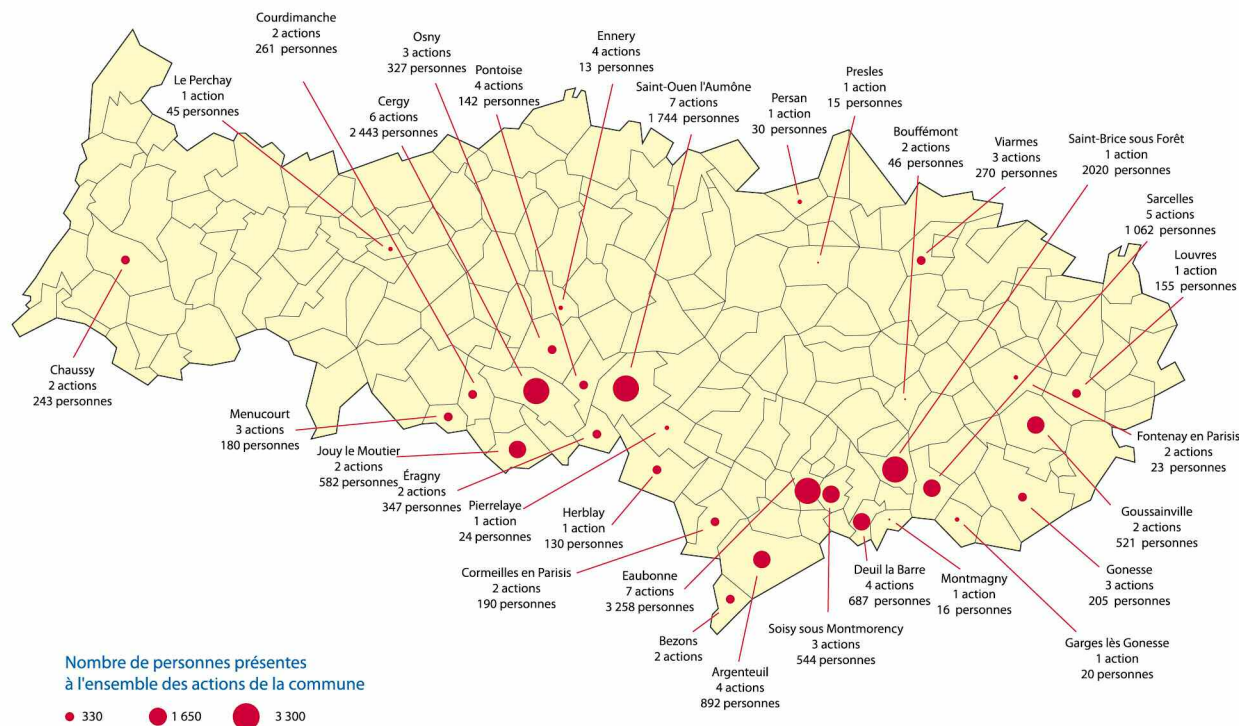 Courdimanche
2 actions
261 personnes
Osny
3 actions
327 personnes
Ennery
4 actions
13 personnes
Pontoise
4 actions
142 personnes
Le Perchay
1 action
45 personnes
Cergy
6 actions
2 443 personnes
Saint-Ouen l'Aumône
7 actions
1 744 personnes
Persan
1 action
30 personnes
Presles
1 action
15 personnes
Bouffémont
2 actions
46 personnes
Viarmes
3 actions
270 personnes
Saint-Brice sous Forêt
1 action
2020 personnes
Sarcelles
5 actions
1 062 personnes
Louvres
1 action
155 personnes
Chaussy
2 actions
243 personnes
Menucourt
3 actions
180 personnes
Jouy le Moutier
2 actions
582 personnes
Éragny
2 actions
347 personnes
Pierrelaye
1 action
24 personnes
Herblay
1 action
130 personnes
Cormeilles en Parisis
2 actions
190 personnes
Eaubonne
7 actions
3 258 personnes
Bezons
2 actions
Argenteuil
4 actions
892 personnes
Soisy sous Montmorency
3 actions
544 personnes
Deuil la Barre
4 actions
687 personnes
Montmagny
1 action
16 personnes
Garges lès Gonesse
1 action
20 personnes
Gonesse
3 actions
205 personnes
Goussainville
2 actions
521 personnes
Fontenay en Parisis
2 actions
23 personnes
Nombre de personnes présentes
à l'ensemble des actions de la commune
330 1 650 3 300